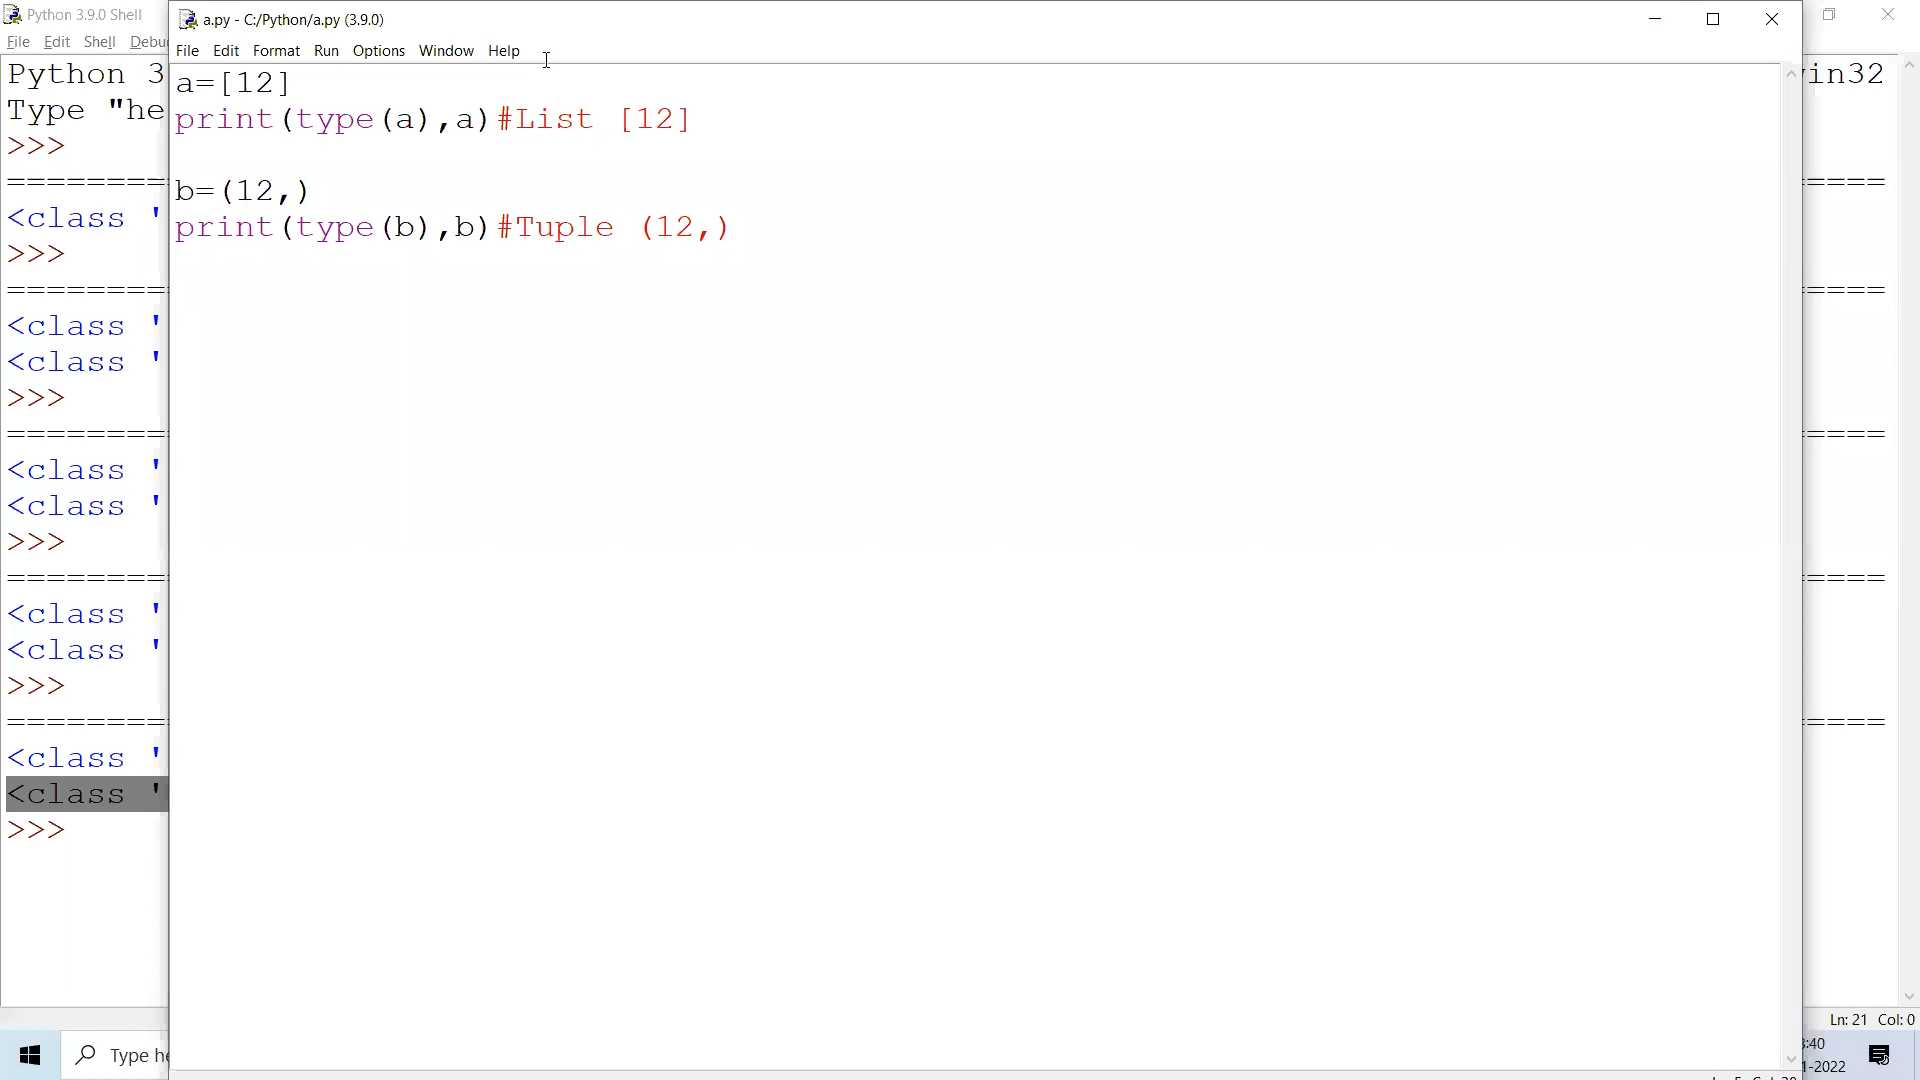 Python 3.9.0 Shell
File Edit Shell Debu
Python 3
in32
Type "he
>>>
==========
====
<class '
>>>
==========
====
<class '
<class '
>>>
==========
====
<class '
<class '
>>>
==========
====
<class '
<class '
>>>
==========
====
<class '
<class '
>>>
a.py - C:/Python/a.py (3.9.0)
File Edit Format Run Options Window Help
a=[12]
print(type(a),a)#List [12]
b=(12,)
print(type(b),b)#Tuple (12,)
Ln: 21 Col: 0
Type he
:40
-2022